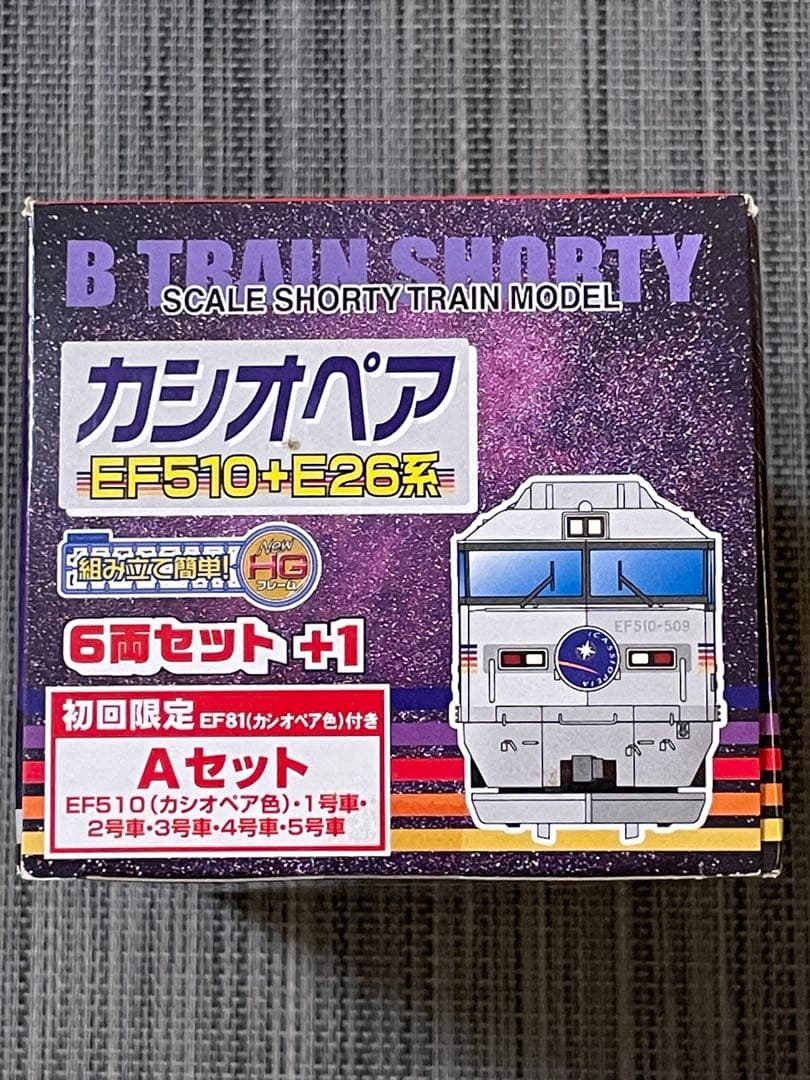 B TRAIN SHORTY
SCALE SHORTY TRAIN MODEL
カシオペア
EF510+E26系
組み立て簡単!
New
HG
フレーム
6両セット +1
初回限定 EF81(カシオペア色)付き
Aセット
EF510(カシオペア色)・1号車・
2号車・3号車・4号車・5号車
EF510-509
CASSIOPEIA